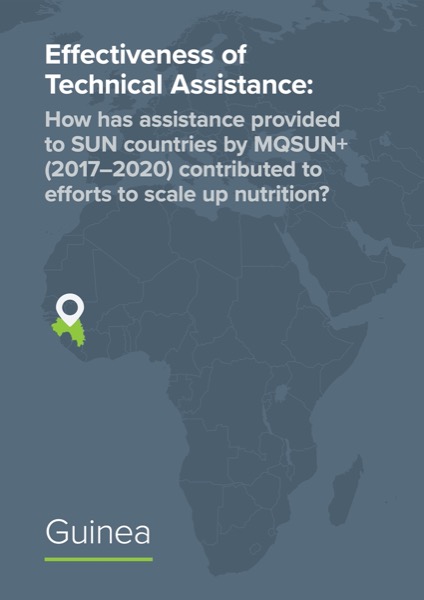 Effectiveness of
Technical Assistance:
How has assistance provided
to SUN countries by MQSUN+
(2017–2020) contributed to
efforts to scale up nutrition?
Guinea